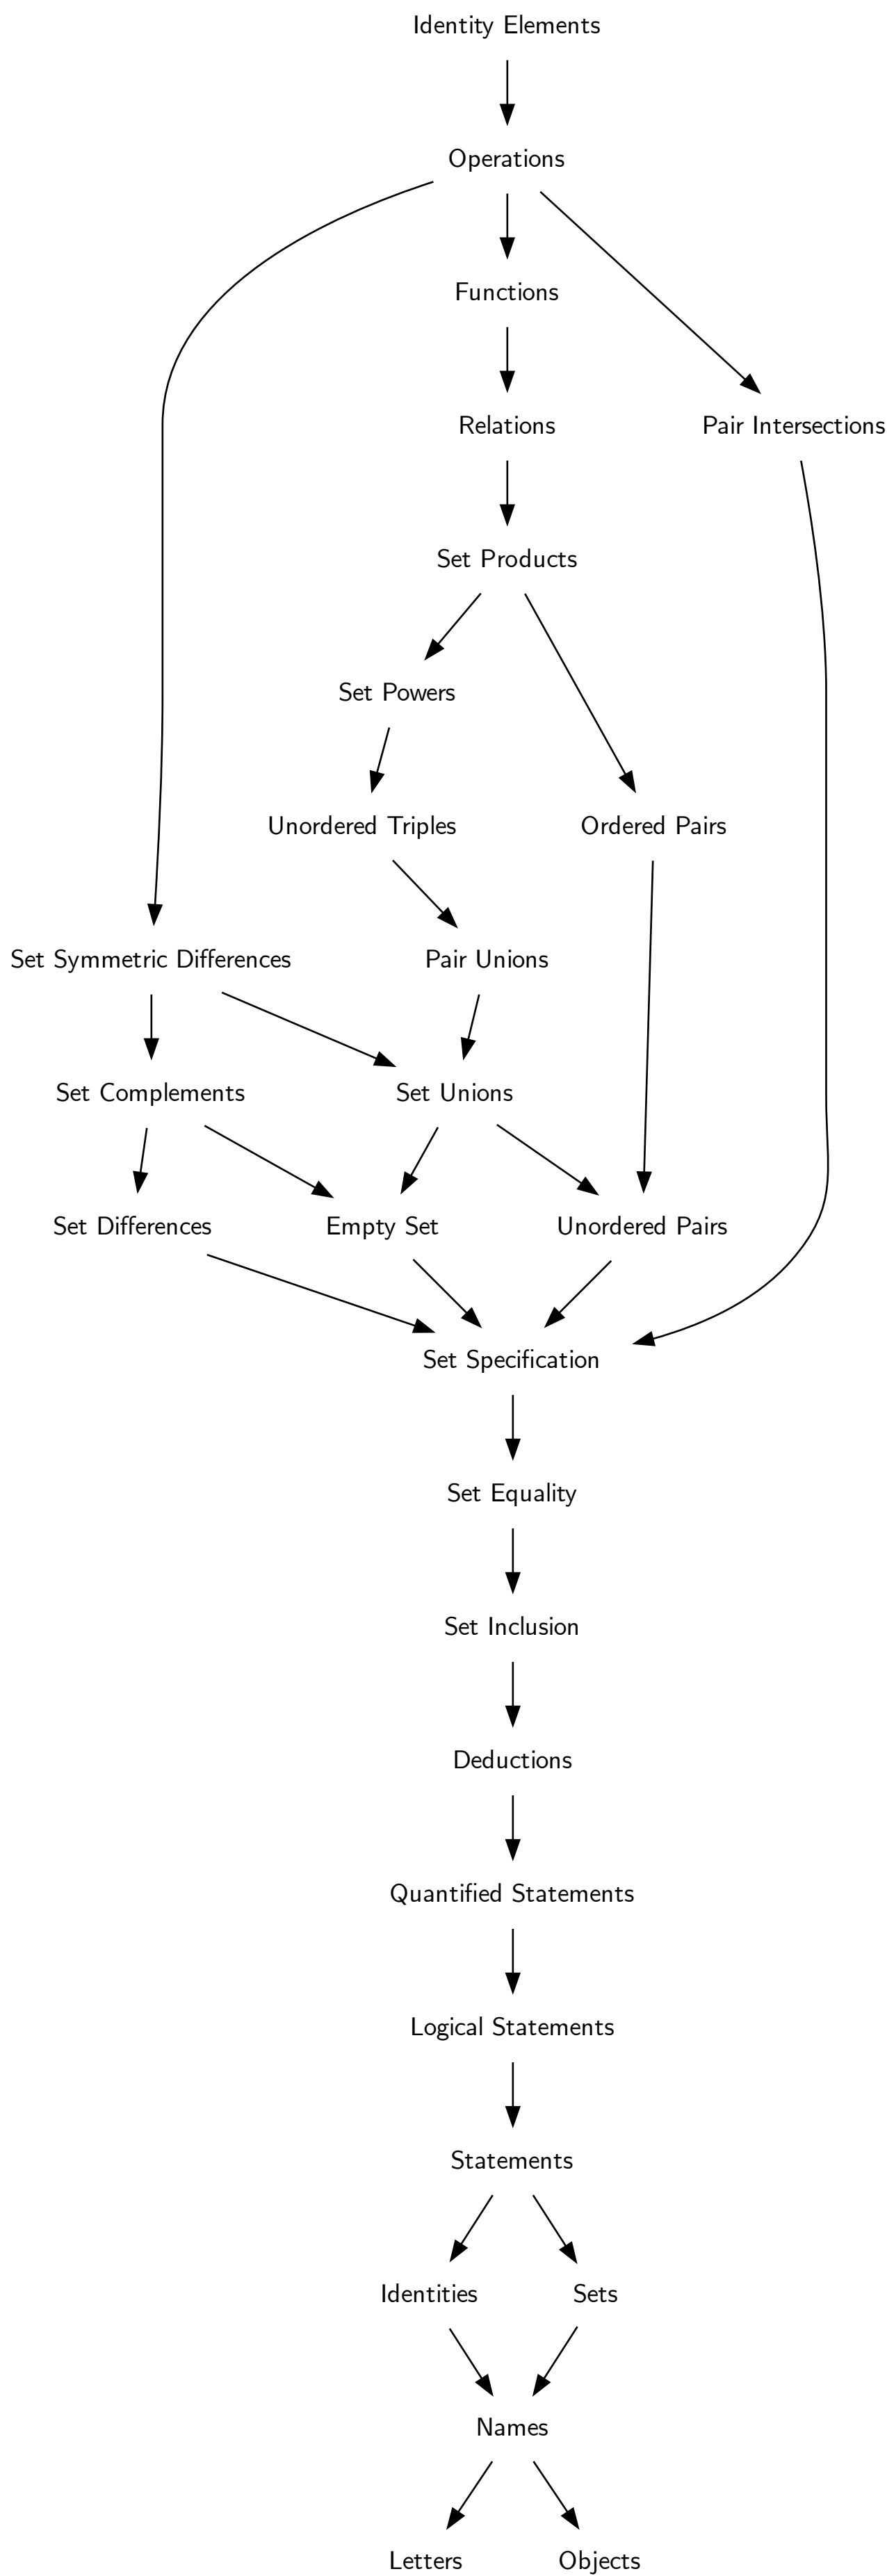 Identity Elements
Operations
Functions
Relations
Pair Intersections
Set Products
Set Powers
Unordered Triples
Ordered Pairs
Set Symmetric Differences
Pair Unions
Set Complements
Set Unions
Set Differences
Empty Set
Unordered Pairs
Set Specification
Set Equality
Set Inclusion
Deductions
Quantified Statements
Logical Statements
Statements
Identities
Sets
Names
Letters
Objects